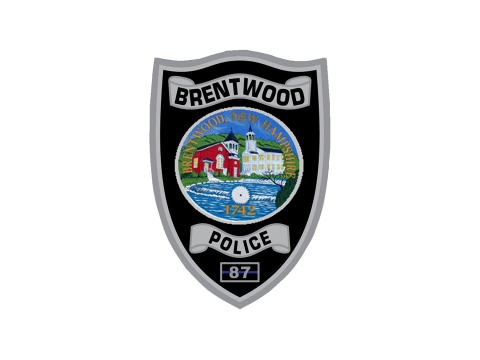 BRENTWOOD
BRENTWOOD, NEW HAMPSHIRE
1742
POLICE
87